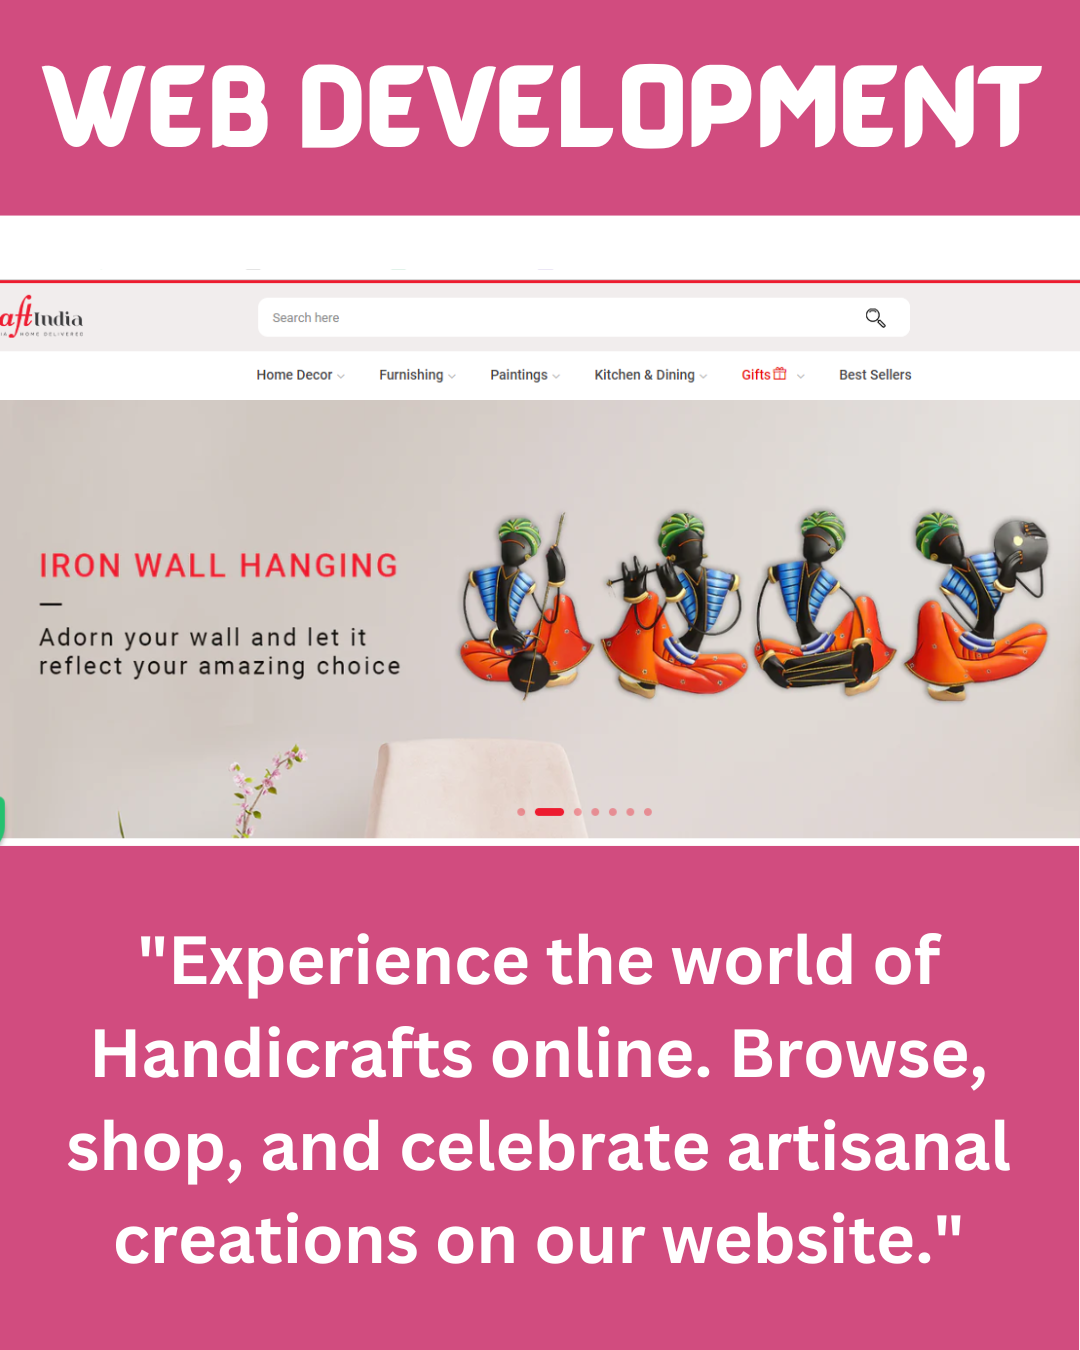 WEB DEVELOPMENT
aftIndia
HOME DELIVERED
Search here
Home Decor
Furnishing
Paintings
Kitchen & Dining
Gifts
Best Sellers
IRON WALL HANGING
Adorn your wall and let it
reflect your amazing choice
"Experience the world of
Handicrafts online. Browse,
shop, and celebrate artisanal
creations on our website."